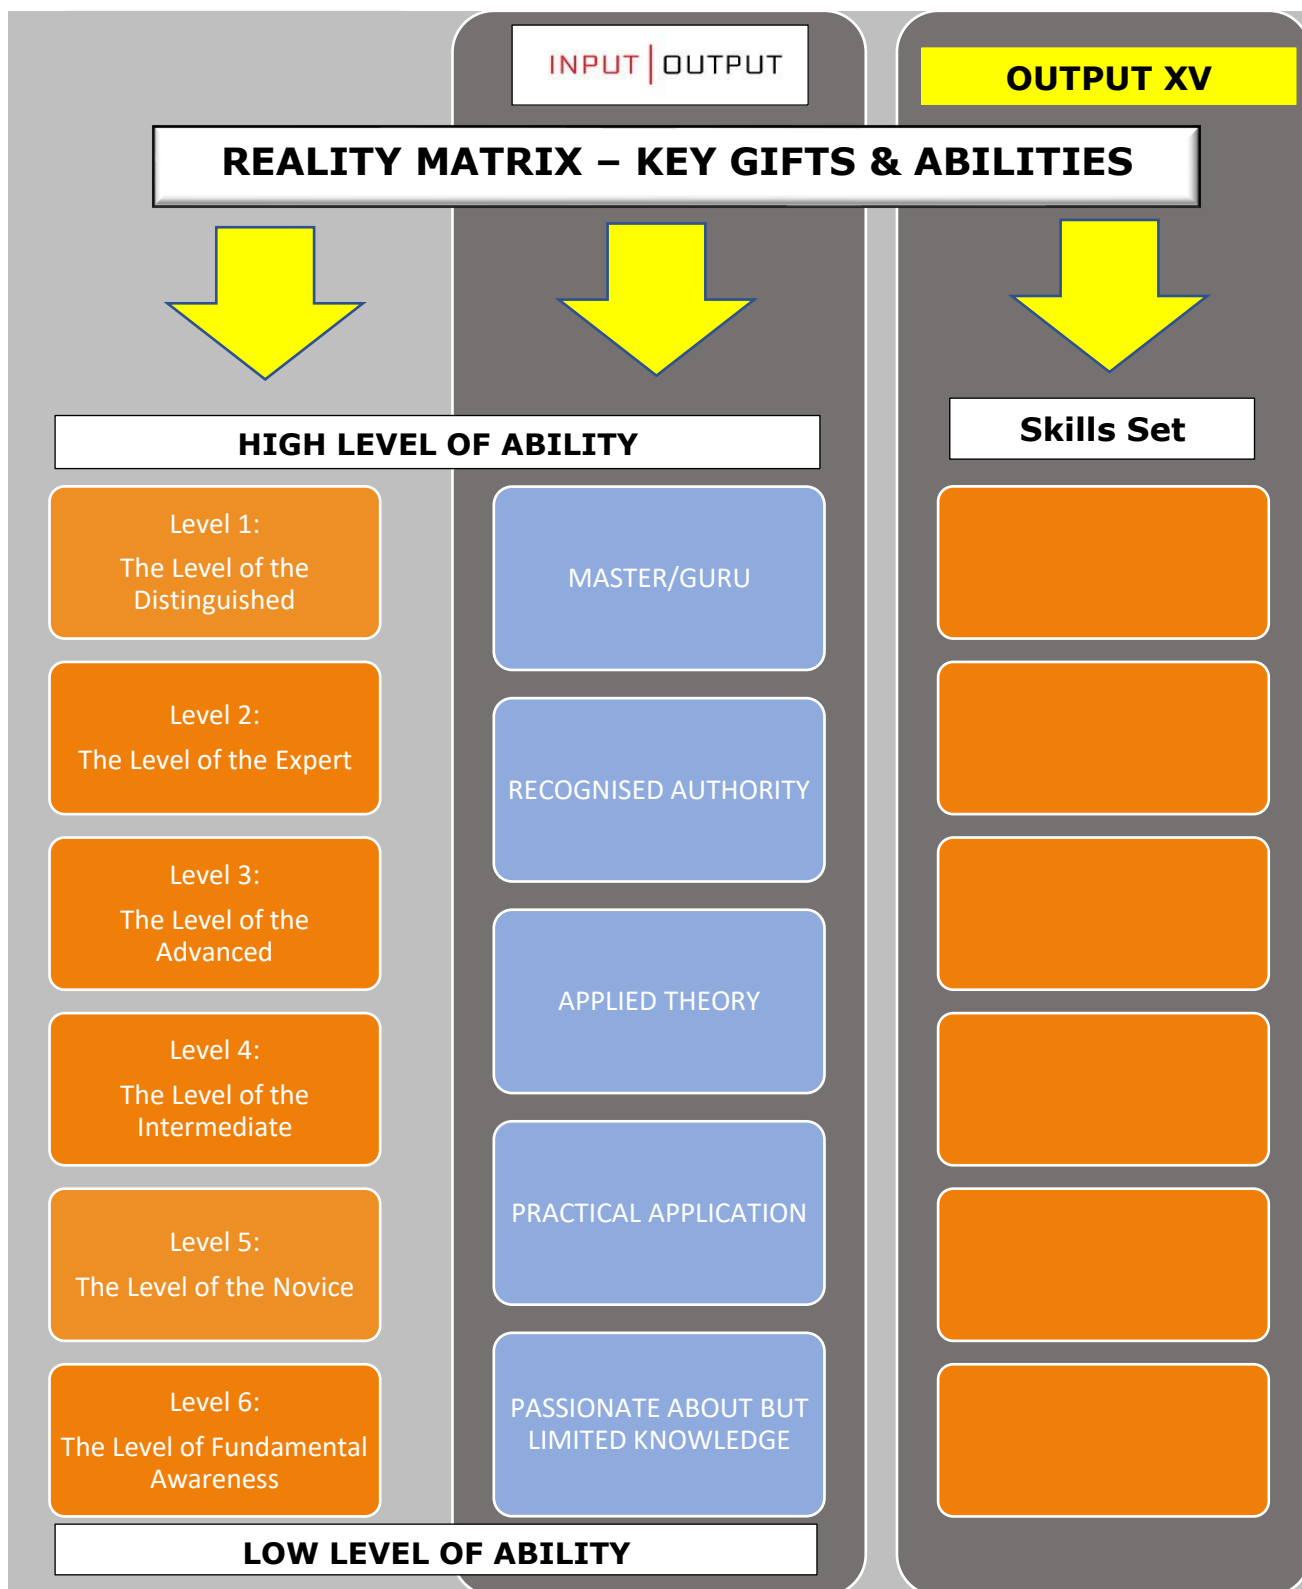 INPUT|OUTPUT
OUTPUT XV
REALITY MATRIX – KEY GIFTS & ABILITIES
HIGH LEVEL OF ABILITY
Skills Set
Level 1:
The Level of the
Distinguished
MASTER/GURU
Level 2:
The Level of the Expert
RECOGNISED AUTHORITY
Level 3:
The Level of the
Advanced
APPLIED THEORY
Level 4:
The Level of the
Intermediate
PRACTICAL APPLICATION
Level 5:
The Level of the Novice
Level 6:
The Level of Fundamental
Awareness
PASSIONATE ABOUT BUT
LIMITED KNOWLEDGE
LOW LEVEL OF ABILITY